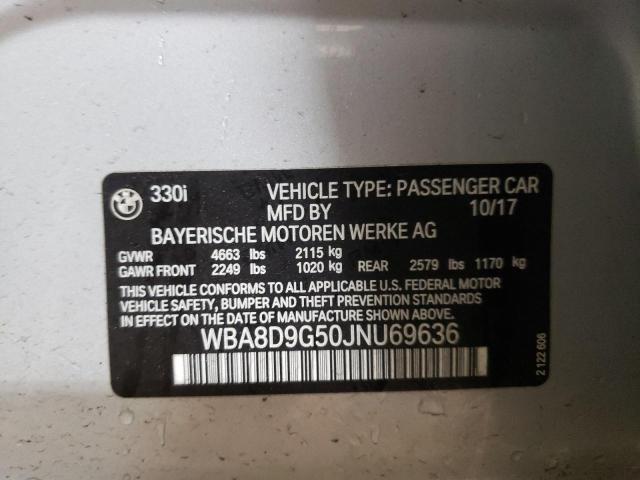 330i VEHICLE TYPE: PASSENGER CAR
MFD BY 10/17
BAYERISCHE MOTOREN WERKE AG
GVWR 4663 lbs 2115 kg
GAWR FRONT 2249 lbs 1020 kg REAR 2579 lbs 1170 kg
THIS VEHICLE CONFORMS TO ALL APPLICABLE
U.S. FEDERAL MOTOR VEHICLE
SAFETY, BUMPER AND THEFT PREVENTION
STANDARDS IN EFFECT ON THE DATE OF
MANUFACTURE SHOWN ABOVE.
WBA8D9G50JNU69636
2 122 606